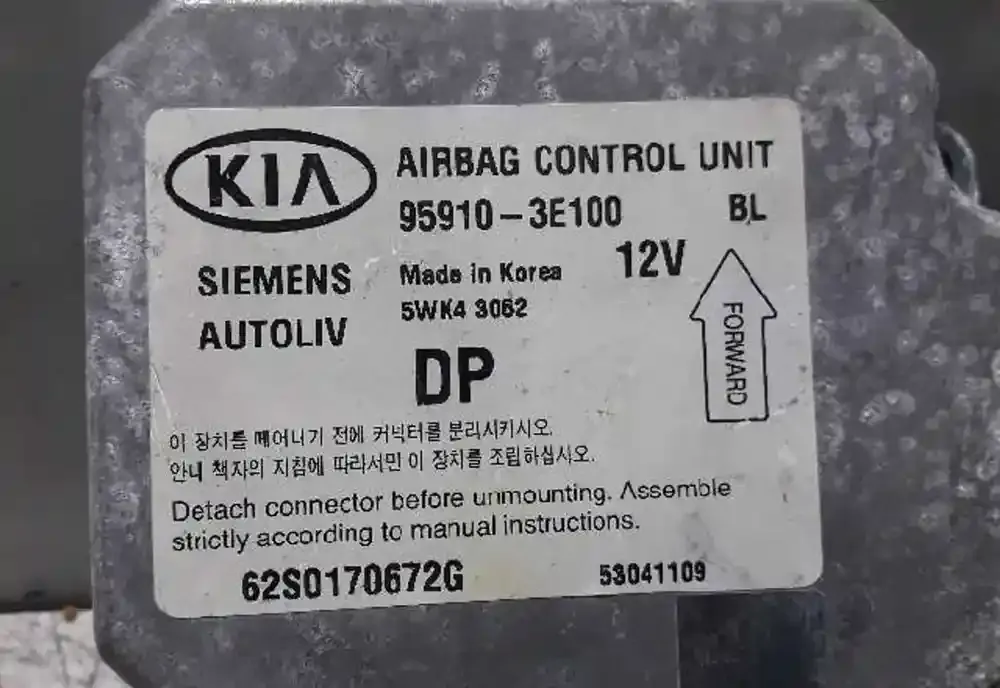 KIA
AIRBAG CONTROL UNIT
95910-3E100 BL
SIEMENS
AUTOLIV
Made in Korea 12V
5WK4 3062
DP
FORWARD
이 장치를 떼어내기 전에 커넥터를 분리시키시오.
안내 책자의 지침에 따라서만 이 장치를 조립하십시오.
Detach connector before unmounting. Assemble
strictly according to manual instructions.
62S0170672G 53041109